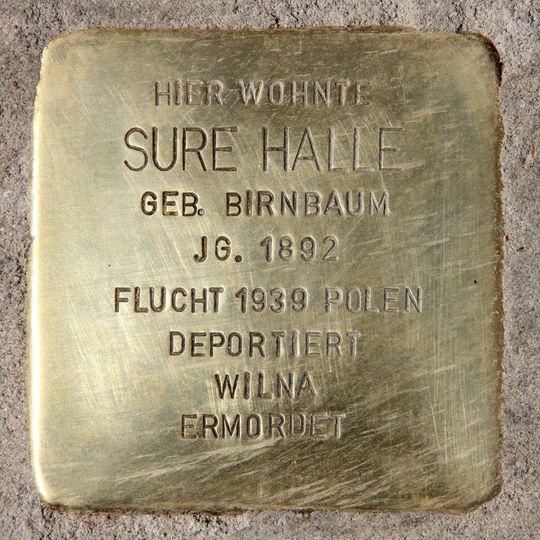 HIER WOHNTE
SURE HALLE
GEB. BIRNBAUM
JG. 1892
FLUCHT 1939 POLEN
DEPORTIERT
WILNA
ERMORDET